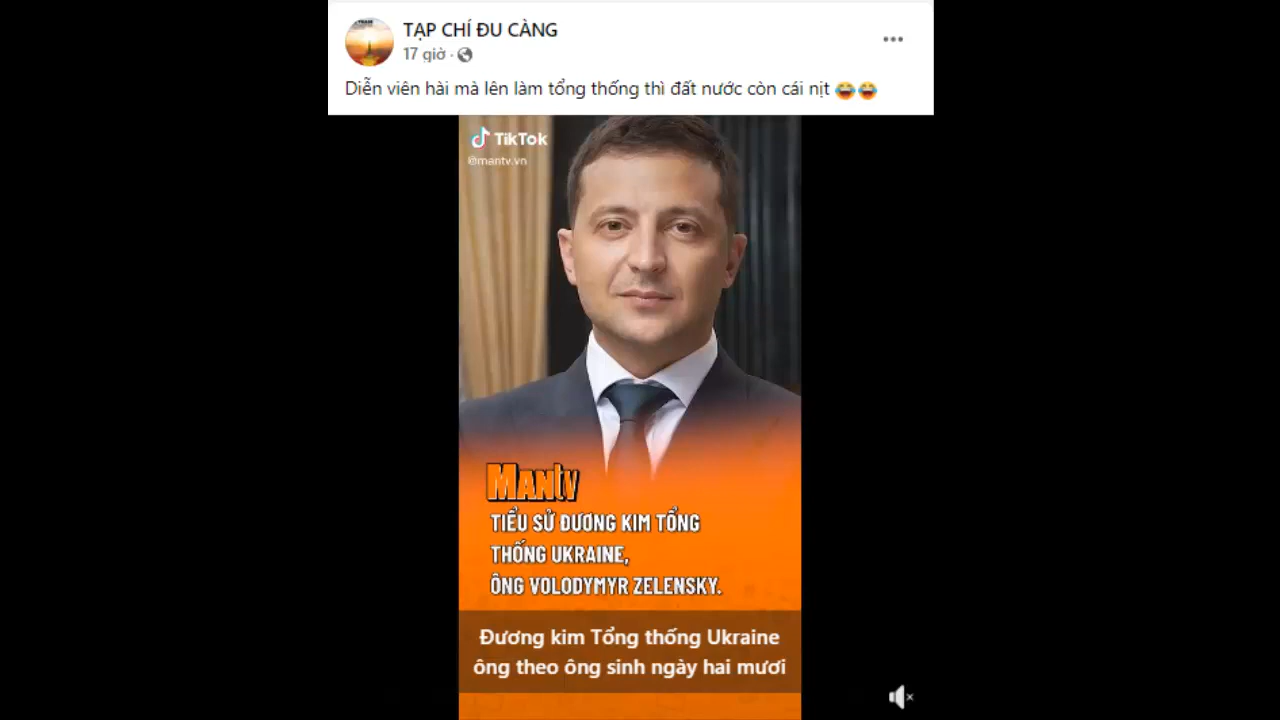 TẠP CHÍ ĐU CÀNG
17 giờ ·
Diễn viên hài mà lên làm tổng thống thì đất nước còn cái nịt 😂😂
TikTok
@mantv.vn
MANtv
TIỂU SỬ ĐƯƠNG KIM TỔNG
THỐNG UKRAINE,
ÔNG VOLODYMYR ZELENSKY.
Đương kim Tổng thống Ukraine
ông theo ông sinh ngày hai mươi